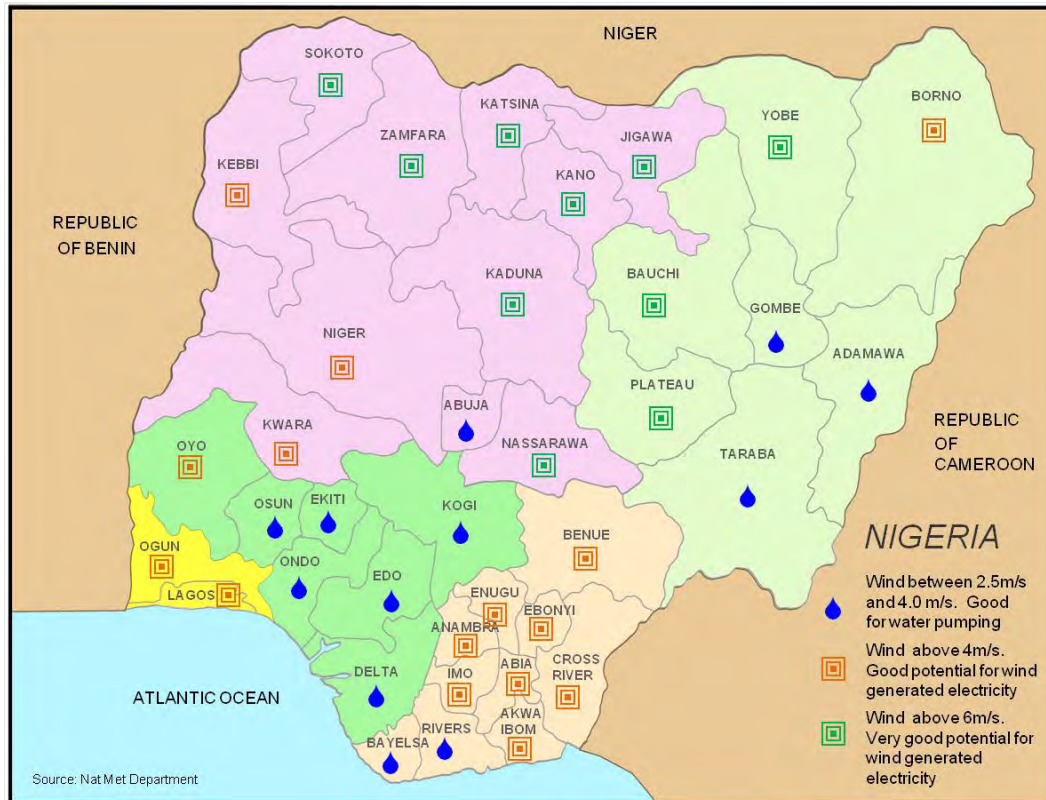 NIGER
SOKOTO
KATSINA
BORNO
YOBE
ZAMFARA
JIGAWA
KEBBI
KANO
REPUBLIC
OF BENIN
KADUNA
BAUCHI
GOMBE
NIGER
ADAMAWA
PLATEAU
ABUJA
REPUBLIC
OF
CAMEROON
KWARA
OYO
NASSARAWA
TARABA
OSUN
EKITI
KOGI
NIGERIA
BENUE
OGUN
ONDO
EDO
LAGOS
ENUGU
EBONYI
ANAMBRA
Wind between 2.5m/s
and 4.0 m/s. Good
for water pumping
DELTA
IMO
ABIA
CROSS
RIVER
Wind above 4m/s.
Good potential for wind
generated electricity
ATLANTIC OCEAN
AKWA
IBOM
RIVERS
BAYELSA
Wind above 6m/s.
Very good potential for
wind generated
electricity
Source: Nat Met Department